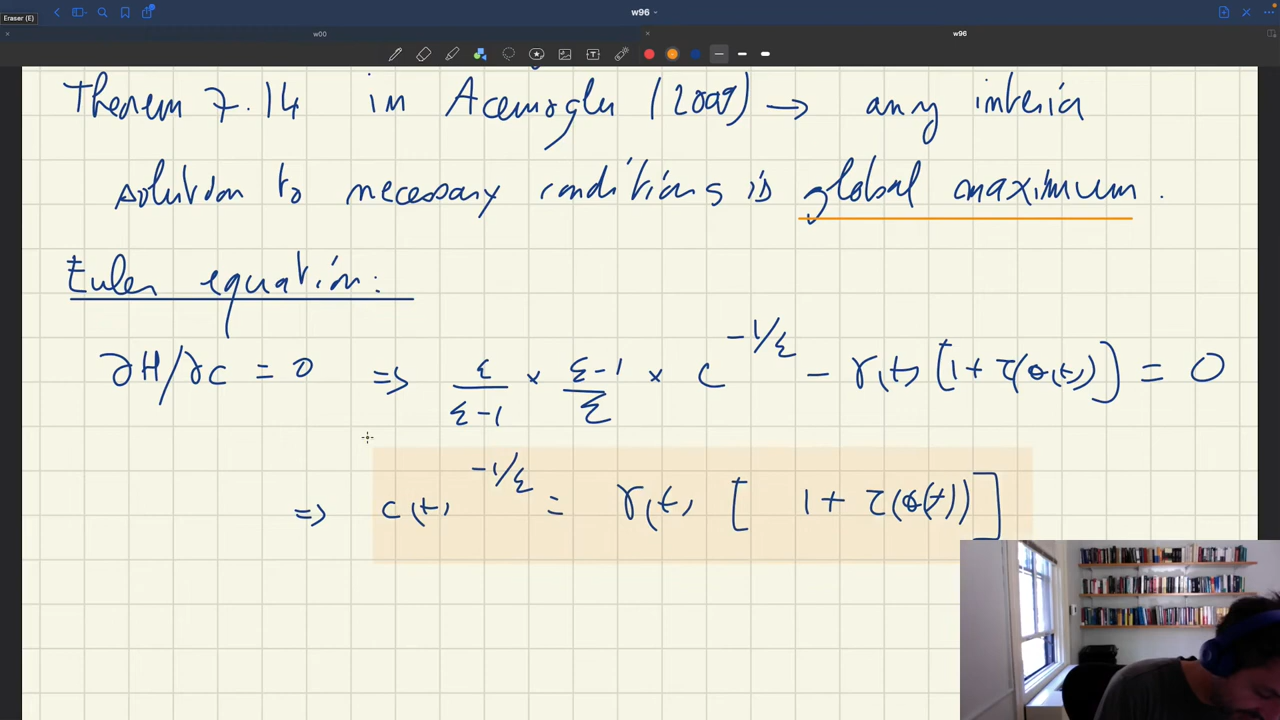 Eraser (E)
w96
w00
w96
Theorem 7.14 in Acemoglu (2009) → any interior
solution to necessary conditions is global maximum.
Euler equation:
∂H/∂c = 0 => ε/ε-1 × ε-1/ε × c^-1/ε - γ(t) [1+ τ(θ(t))] = 0
=> c(t)^-1/ε = γ(t) [ 1+ τ(θ(t))]